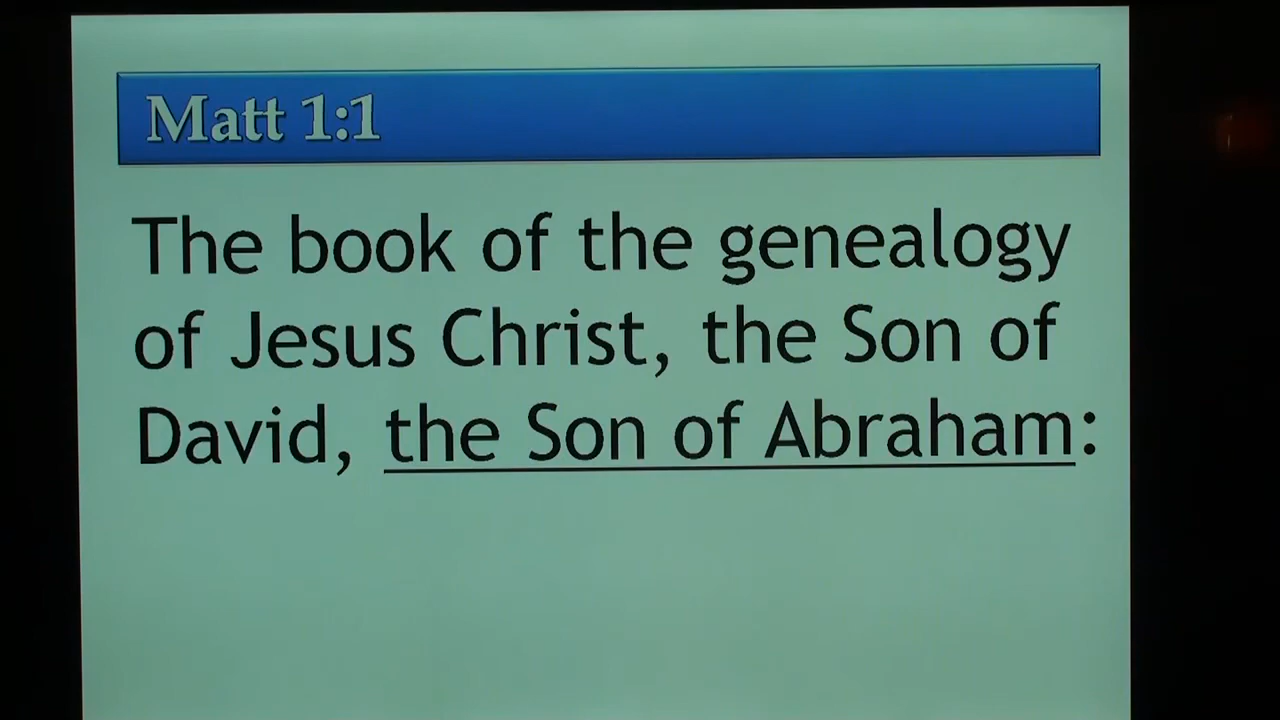 Matt 1:1
The book of the genealogy
of Jesus Christ, the Son of
David, the Son of Abraham: